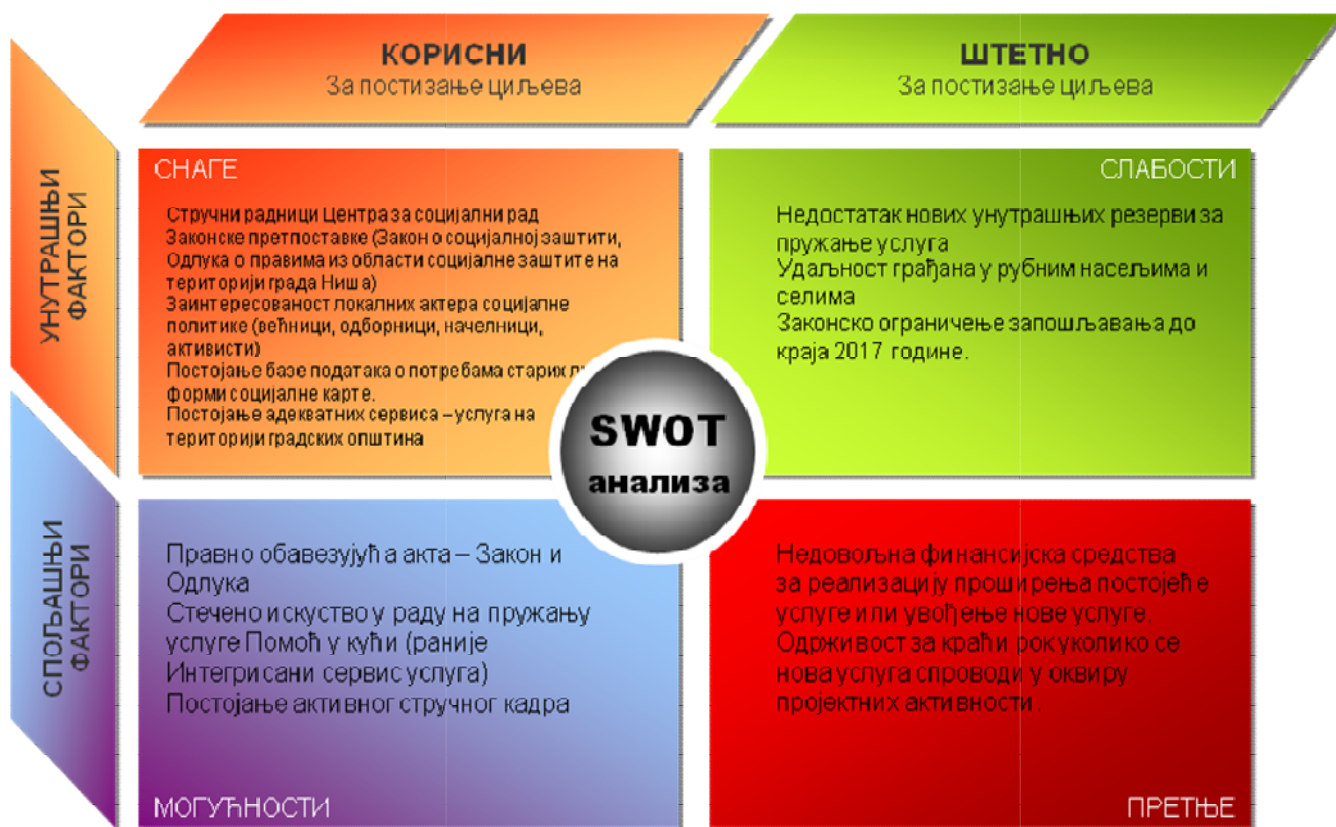 КОРИСНИ
За постизање циљева
ШТЕТНО
За постизање циљева
УНУТРАШЊИ
ФАКТОРИ
СНАГЕ
Стручни радници Центра за социјални рад
Законске претпоставке (Закон о социјалној заштити,
Одлука о правима из области социјалне заштите на
територији града Ниша)
Заинтересованост локалних актера социјалне
политике (већници, одборници, начелници,
активисти)
Постојање базе података о потребама старих
форми социјалне карте.
Постојање адекватних сервиса – услуга на
територији градских општина
СЛАБОСТИ
Недостатак нових унутрашњих резерви за
пружање услуга
Удаљност грађана у рубним насељима и
селима
Законско ограничење запошљавања до
краја 2017 године.
SWOT
анализа
СПОЉАШЊИ
ФАКТОРИ
Правно обавезујућа акта – Закон и
Одлука
Стечено искуство у раду на пружању
услуге Помоћ у кући (раније
Интегрисани сервис услуга)
Постојање активног стручног кадра
МОГУЋНОСТИ
Недовољна финансијска средства
за реализацију проширења постојеће
услуге или увођење нове услуге.
Одрживост за краћи рок уколико се
нова услуга спроводи у оквиру
пројектних активности.
ПРЕТЊЕ